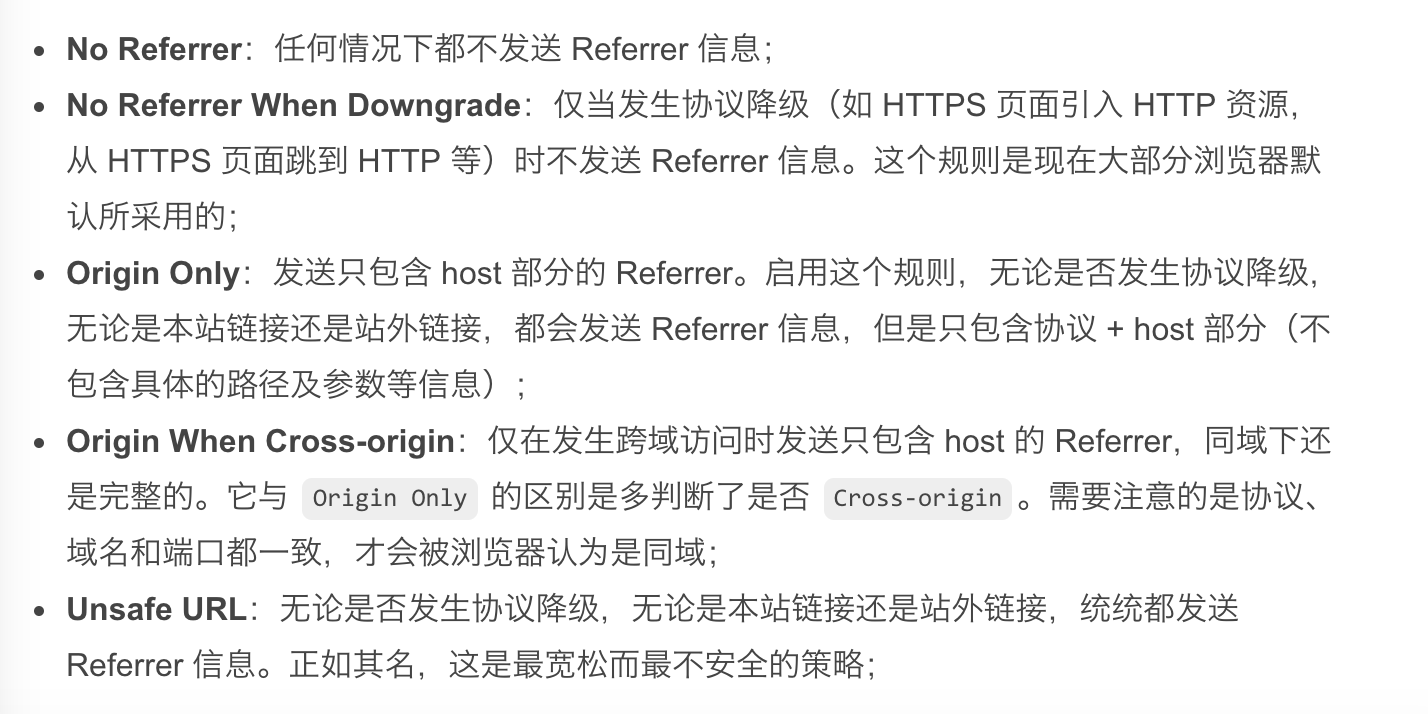 • No Referrer：任何情况下都不发送 Referrer 信息；
• No Referrer When Downgrade：仅当发生协议降级（如 HTTPS 页面引入 HTTP 资源，
从 HTTPS 页面跳到 HTTP 等）时不发送 Referrer 信息。这个规则是现在大部分浏览器默
认所采用的；
• Origin Only：发送只包含 host 部分的 Referrer。启用这个规则，无论是否发生协议降级，
无论是本站链接还是站外链接，都会发送 Referrer 信息，但是只包含协议 + host 部分（不
包含具体的路径及参数等信息）；
• Origin When Cross-origin：仅在发生跨域访问时发送只包含 host 的 Referrer，同域下还
是完整的。它与 Origin Only 的区别是多判断了是否 Cross-origin 。需要注意的是协议、
域名和端口都一致，才会被浏览器认为是同域；
• Unsafe URL：无论是否发生协议降级，无论是本站链接还是站外链接，统统都发送
Referrer 信息。正如其名，这是最宽松而最不安全的策略；